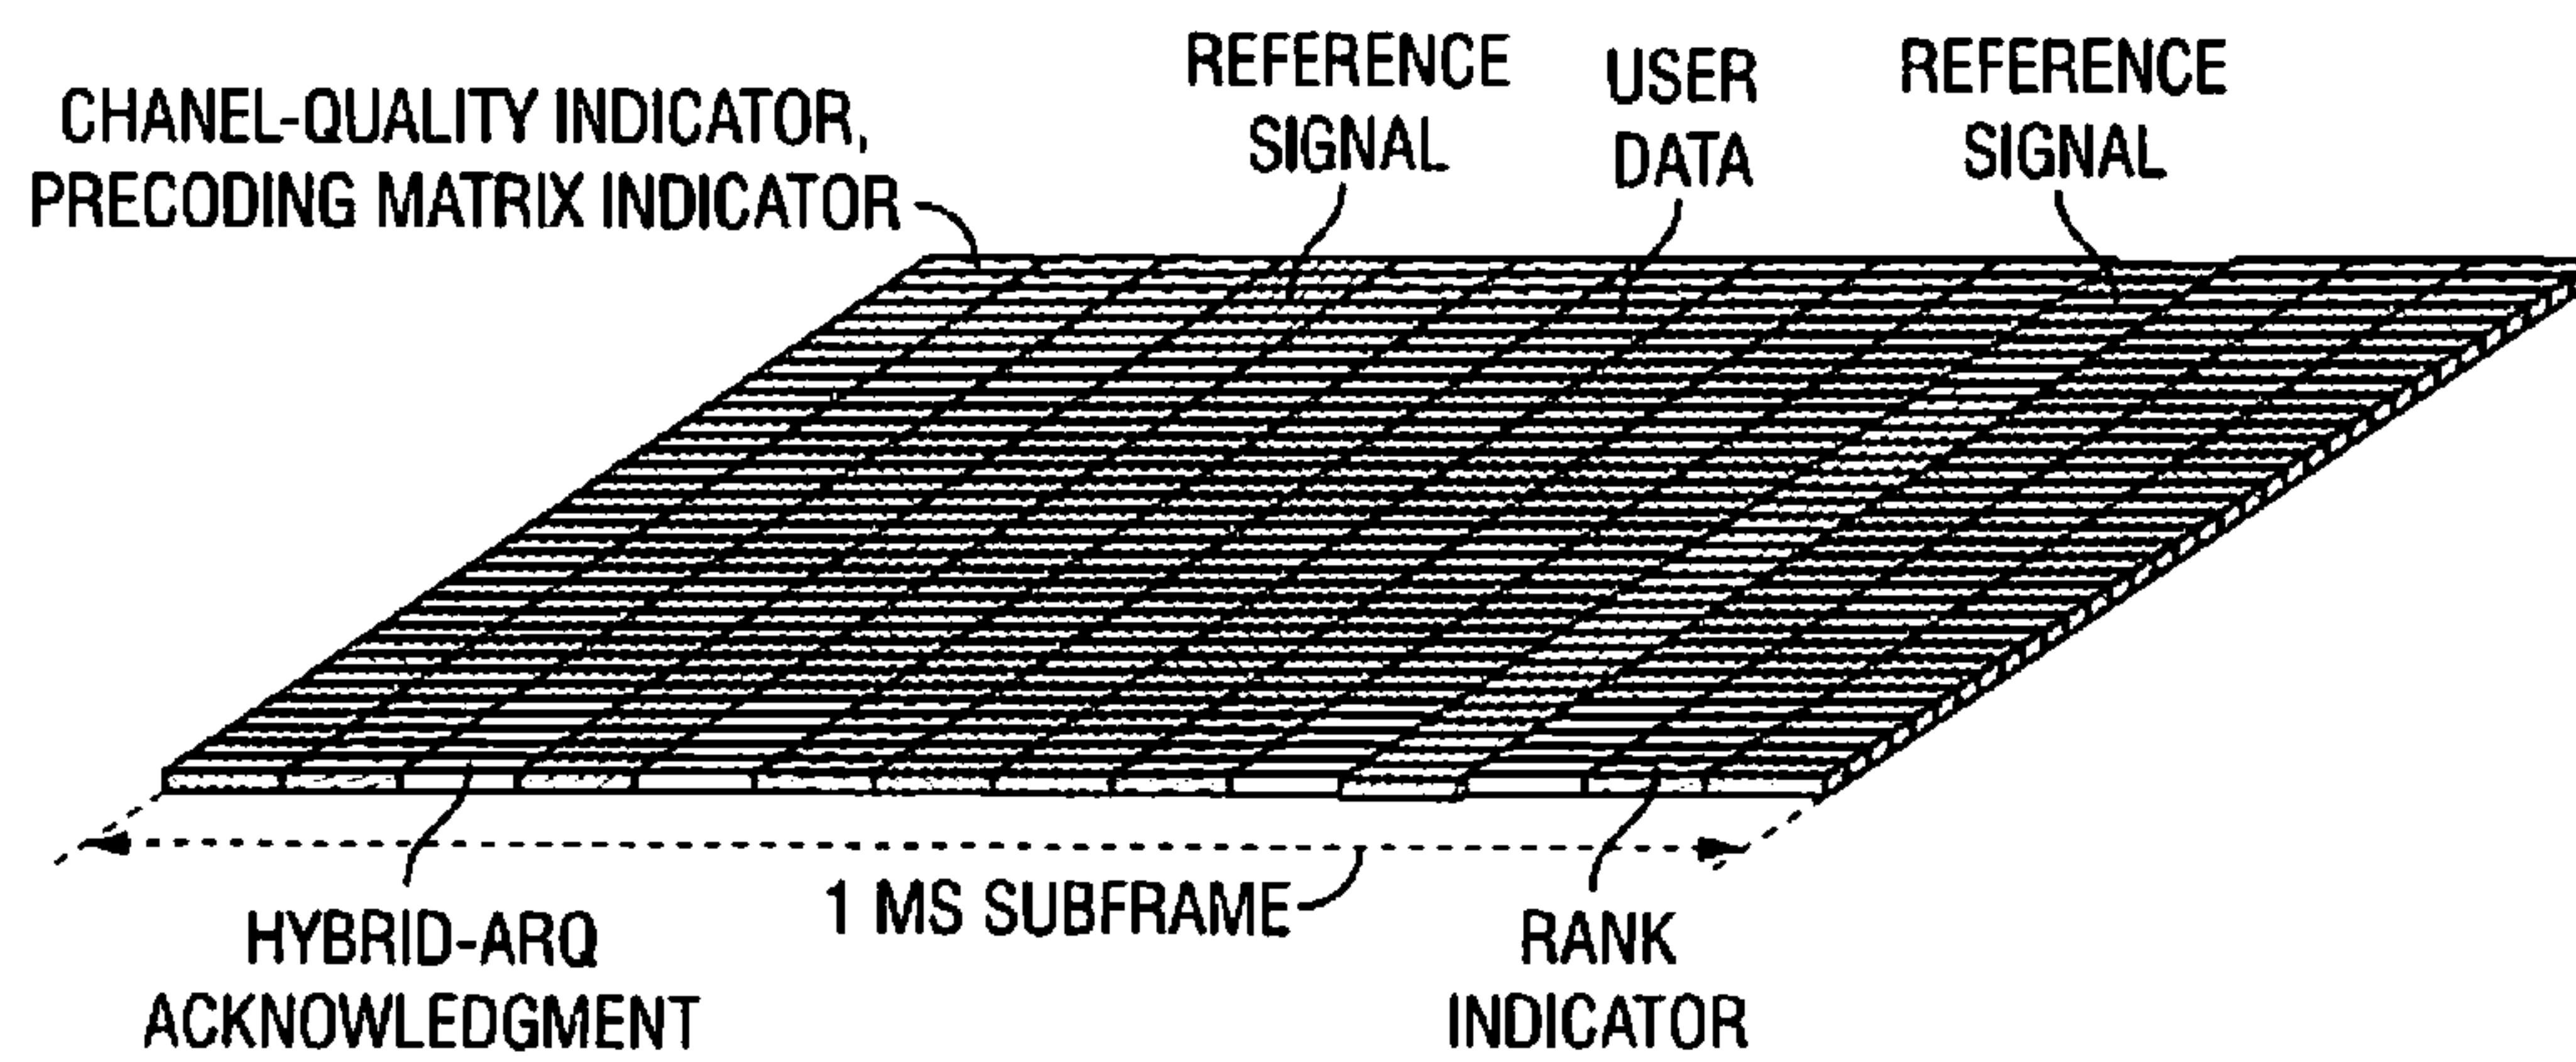 CHANEL-QUALITY INDICATOR,
PRECODING MATRIX INDICATOR
REFERENCE
SIGNAL
USER
DATA
REFERENCE
SIGNAL
HYBRID-ARQ
ACKNOWLEDGMENT
1 MS SUBFRAME
RANK
INDICATOR